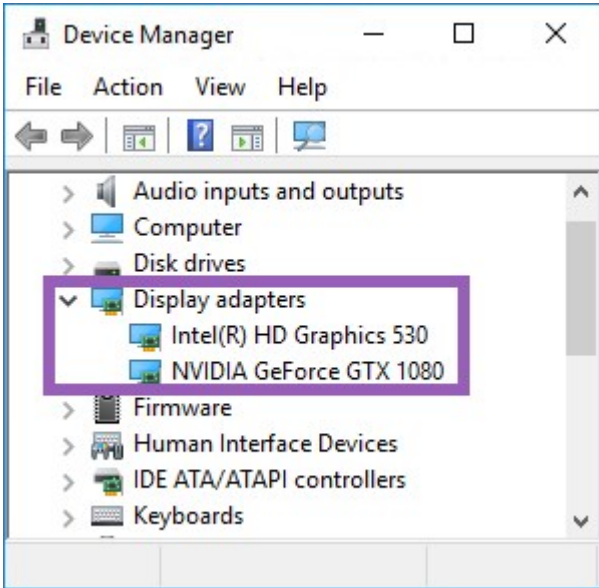 Device Manager
File Action View Help
Audio inputs and outputs
Computer
Disk drives
Display adapters
Intel(R) HD Graphics 530
NVIDIA GeForce GTX 1080
Firmware
Human Interface Devices
IDE ATA/ATAPI controllers
Keyboards